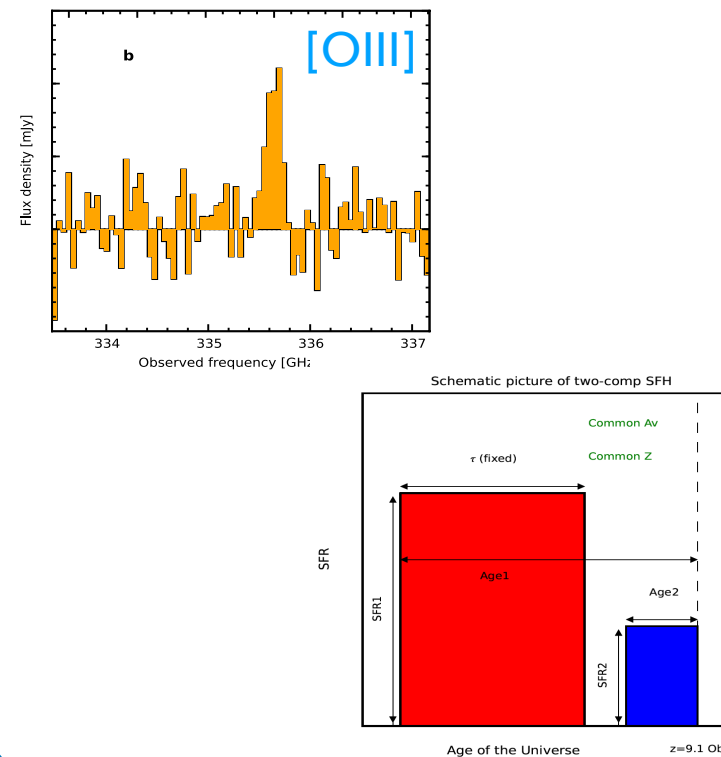 [OIII]
b
Flux density [mJy]
334 335 336 337
Observed frequency [GHz
Schematic picture of two-comp SFH
Common Av
τ (fixed)
Common Z
SFR
Age1
Age2
SFR1
SFR2
Age of the Universe
z=9.1 Ob